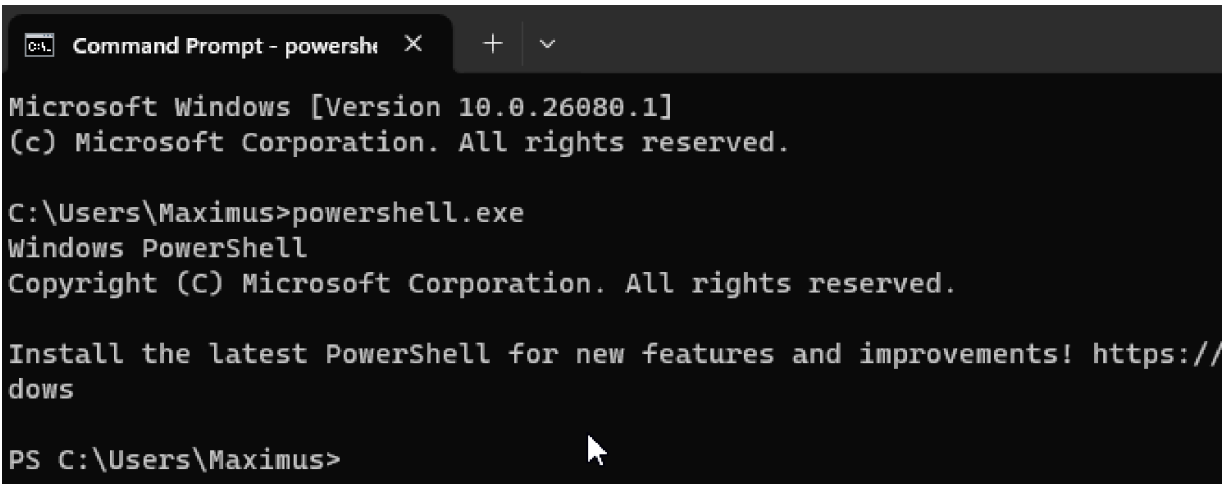 Command Prompt - powersh
Microsoft Windows [Version 10.0.26080.1]
(c) Microsoft Corporation. All rights reserved.
C:\Users\Maximus>powershell.exe
Windows PowerShell
Copyright (C) Microsoft Corporation. All rights reserved.
Install the latest PowerShell for new features and improvements! https://
dows
PS C:\Users\Maximus>